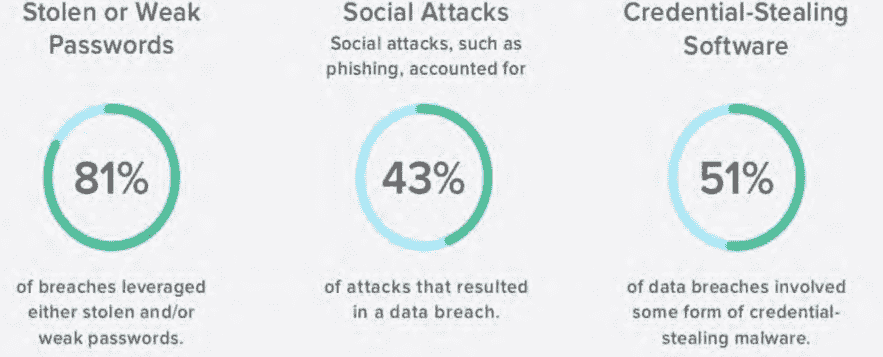 Stolen or Weak
Passwords
81%
of breaches leveraged
either stolen and/or
weak passwords.
Social Attacks
Social attacks, such as
phishing, accounted for
43%
of attacks that resulted
in a data breach.
Credential-Stealing
Software
51%
of data breaches involved
some form of credential-
stealing malware.